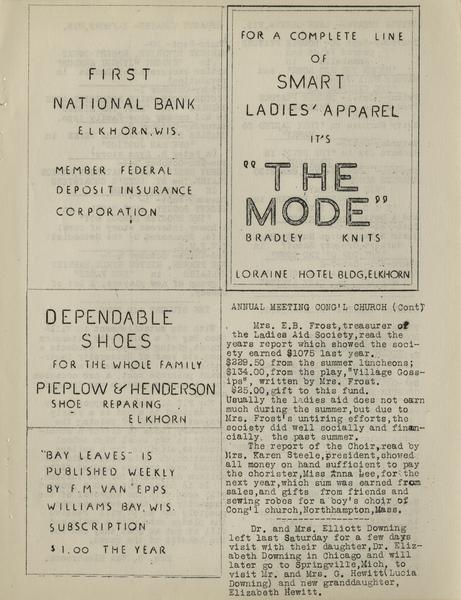 FIRST
NATIONAL BANK
ELKHORN, WIS.
MEMBER FEDERAL
DEPOSIT INSURANCE
CORPORATION
FOR A COMPLETE LINE
OF
SMART
LADIES' APPAREL
IT'S
"THE
MODE"
BRADLEY KNITS
LORAINE HOTEL BLDG, ELKHORN
DEPENDABLE
SHOES
FOR THE WHOLE FAMILY
PIEPLOW & HENDERSON
SHOE REPARING
ELKHORN
"BAY LEAVES" IS
PUBLISHED WEEKLY
BY F.M. VAN EPPS
WILLIAMS BAY, WIS.
SUBSCRIPTION
$1.00 THE YEAR
ANNUAL MEETING CONG'L CHURCH (Cont)
Mrs. E.B. Frost, treasurer of
the Ladies Aid Society, read the
years report which showed the soci-
ety earned $1075 last year.
$229.50 from the summer luncheons;
$134.00, from the play, "Village Goss-
ips", written by Mrs. Frost.
$25.00, gift to this fund.
Usually the ladies aid does not earn
much during the summer, but due to
Mrs. Frost's untiring efforts, the
society did well socially and finan-
cially the past summer.
The report of the Choir, read by
Mrs. Karen Steele, president, showed
all money on hand sufficient to pay
the chorister, Miss Anna Lee, for the
next year, which sum was earned from
sales, and gifts from friends and
sewing robes for a boy's choir of
Cong'l church, Northhampton, Mass.
Dr. and Mrs. Elliott Downing
left last Saturday for a few days
visit with their daughter, Dr. Eliz-
abeth Downing in Chicago and will
later go to Springville, Mich, to
visit Mr. and Mrs. G. Hewitt (Lucia
Downing) and new granddaughter,
Elizabeth Hewitt.